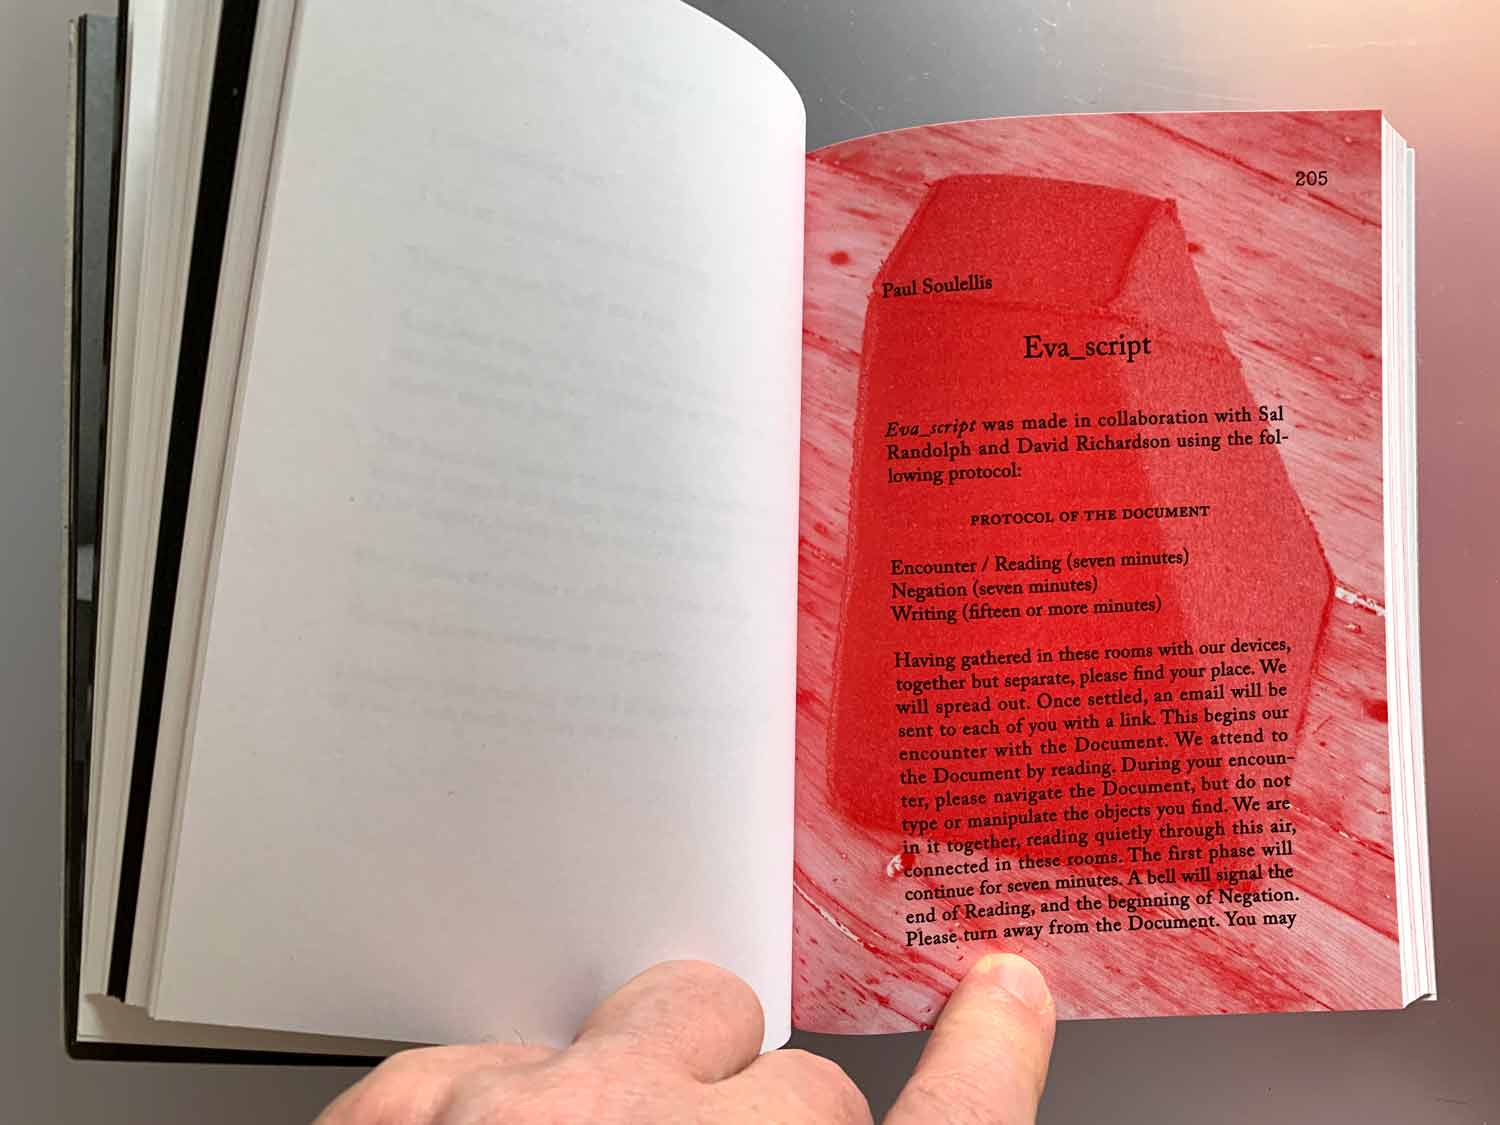 205
Paul Soulellis
Eva_script
Eva_script was made in collaboration with Sal
Randolph and David Richardson using the fol-
lowing protocol:
PROTOCOL OF THE DOCUMENT
Encounter / Reading (seven minutes)
Negation (seven minutes)
Writing (fifteen or more minutes)
Having gathered in these rooms with our devices,
together but separate, please find your place. We
will spread out. Once settled, an email will be
sent to each of you with a link. This begins our
encounter with the Document. We attend to
the Document by reading. During your encoun-
ter, please navigate the Document, but do not
type or manipulate the objects you find. We are
in it together, reading quietly through this air,
connected in these rooms. The first phase will
continue for seven minutes. A bell will signal the
end of Reading, and the beginning of Negation.
Please turn away from the Document. You may